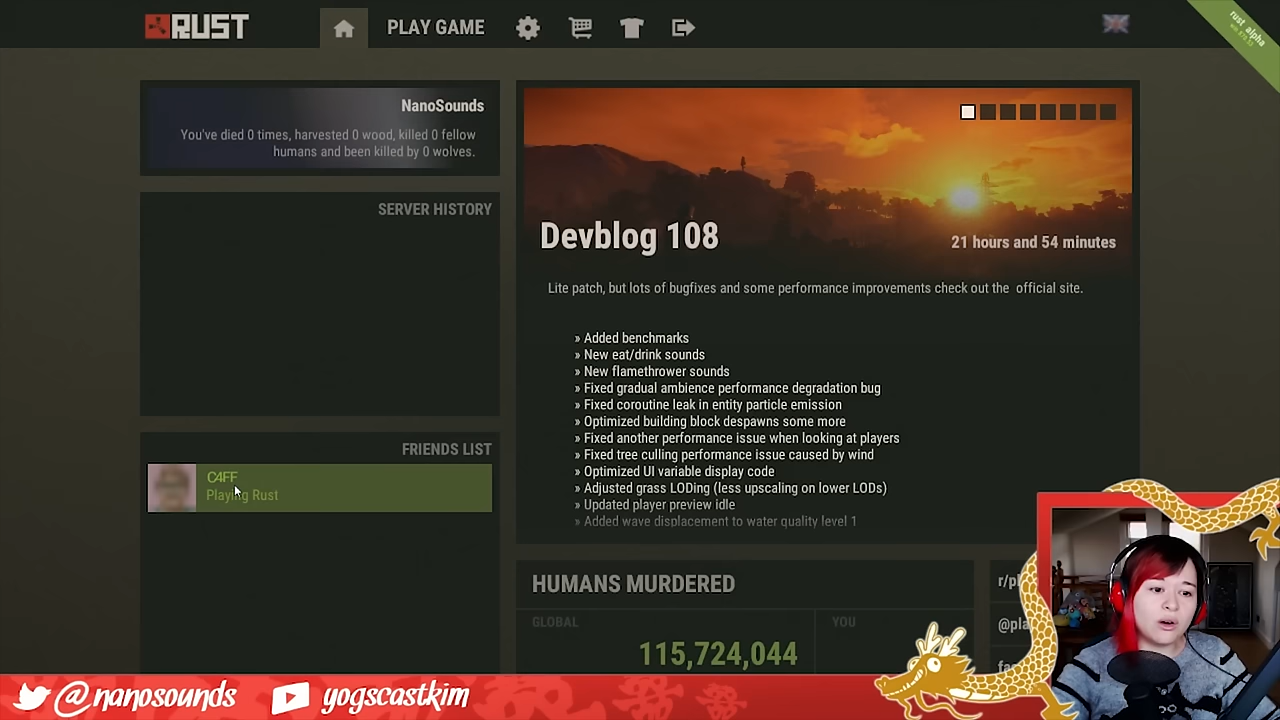 RUST
PLAY GAME
rust alpha
NanoSounds
You've died 0 times, harvested 0 wood, killed 0 fellow
humans and been killed by 0 wolves.
SERVER HISTORY
FRIENDS LIST
C4FF
Playing Rust
Devblog 108
21 hours and 54 minutes
Lite patch, but lots of bugfixes and some performance improvements check out the official site.
» Added benchmarks
» New eat/drink sounds
» New flamethrower sounds
» Fixed gradual ambience performance degradation bug
» Fixed coroutine leak in entity particle emission
» Optimized building block despawns some more
» Fixed another performance issue when looking at players
» Fixed tree culling performance issue caused by wind
» Optimized UI variable display code
» Adjusted grass LODing (less upscaling on lower LODs)
» Updated player preview idle
» Added wave displacement to water quality level 1
HUMANS MURDERED
GLOBAL
YOU
115,724,044
r/pl
@pla
fa
@nanosounds
yogscastkim